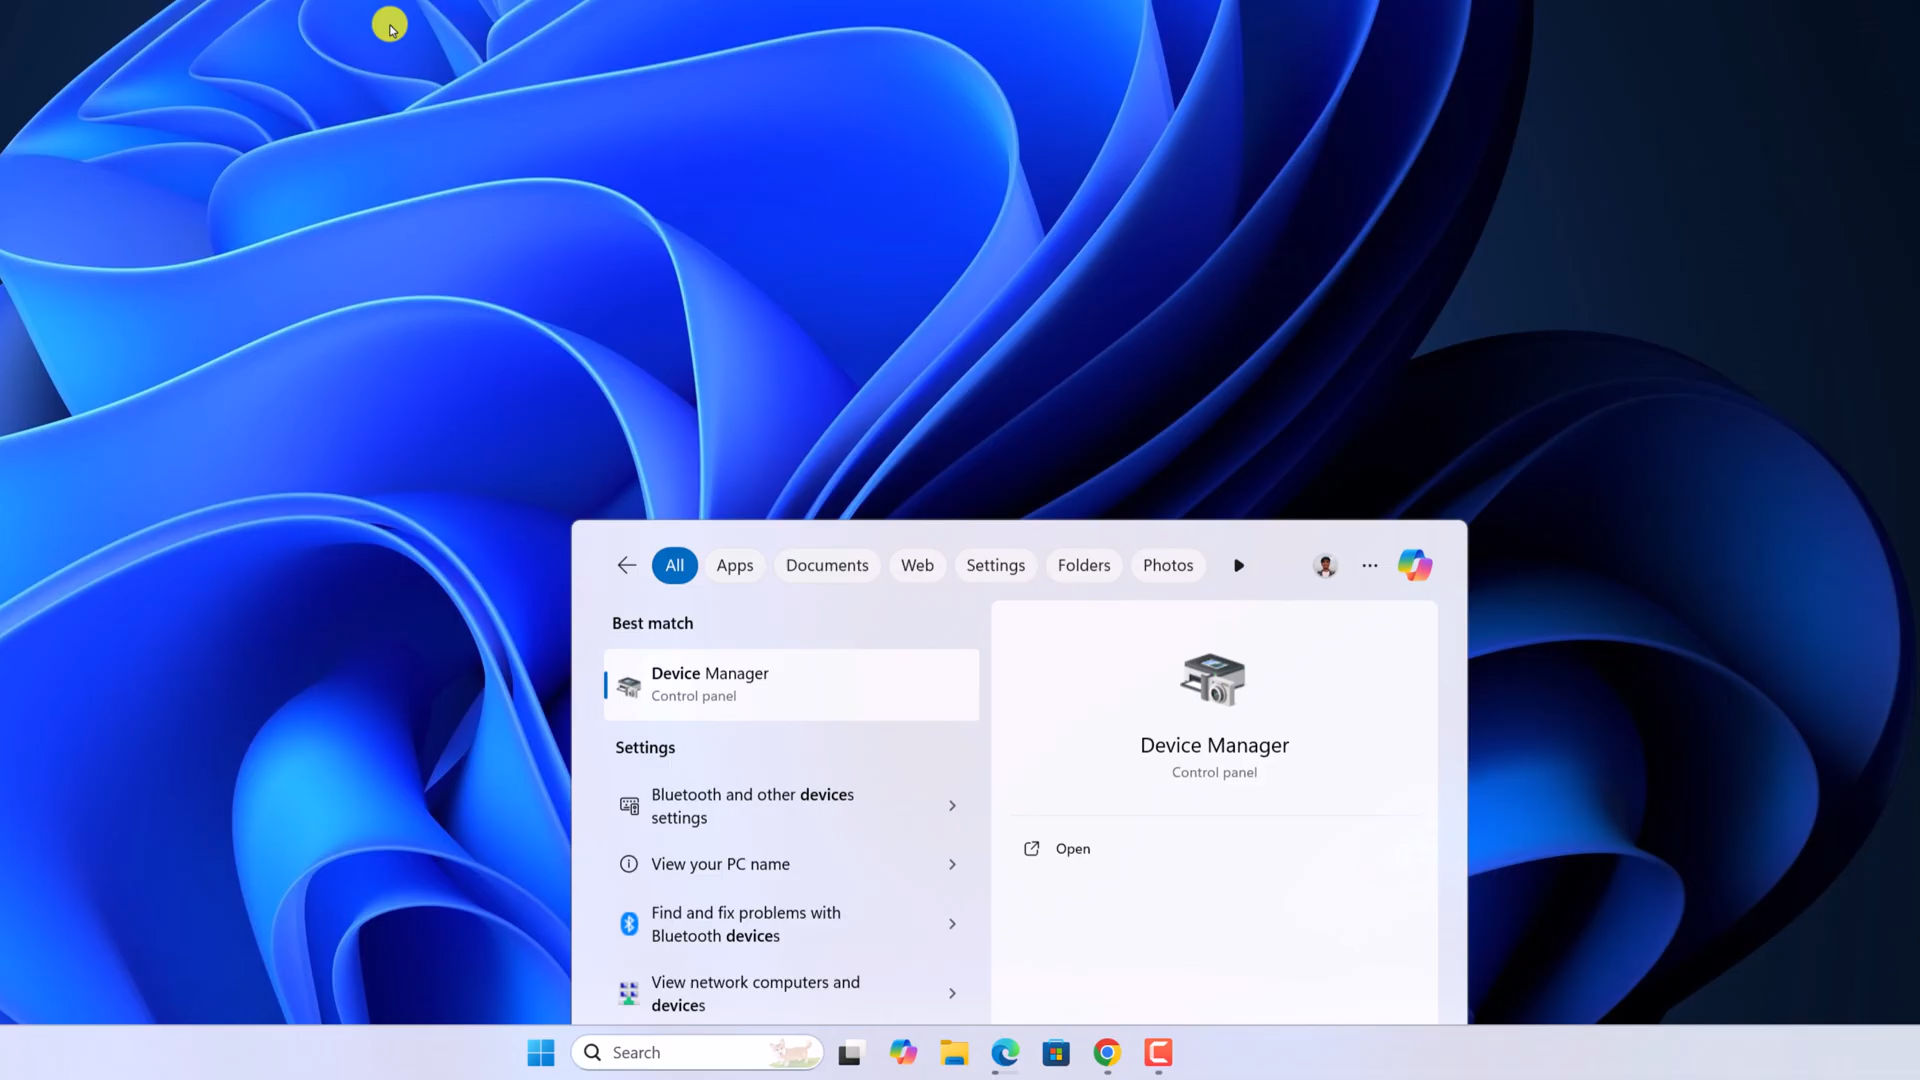 All Apps Documents Web Settings Folders Photos
Best match
Device Manager
Control panel
Settings
Bluetooth and other devices
settings
View your PC name
Find and fix problems with
Bluetooth devices
View network computers and
devices
Device Manager
Control panel
Open
Search